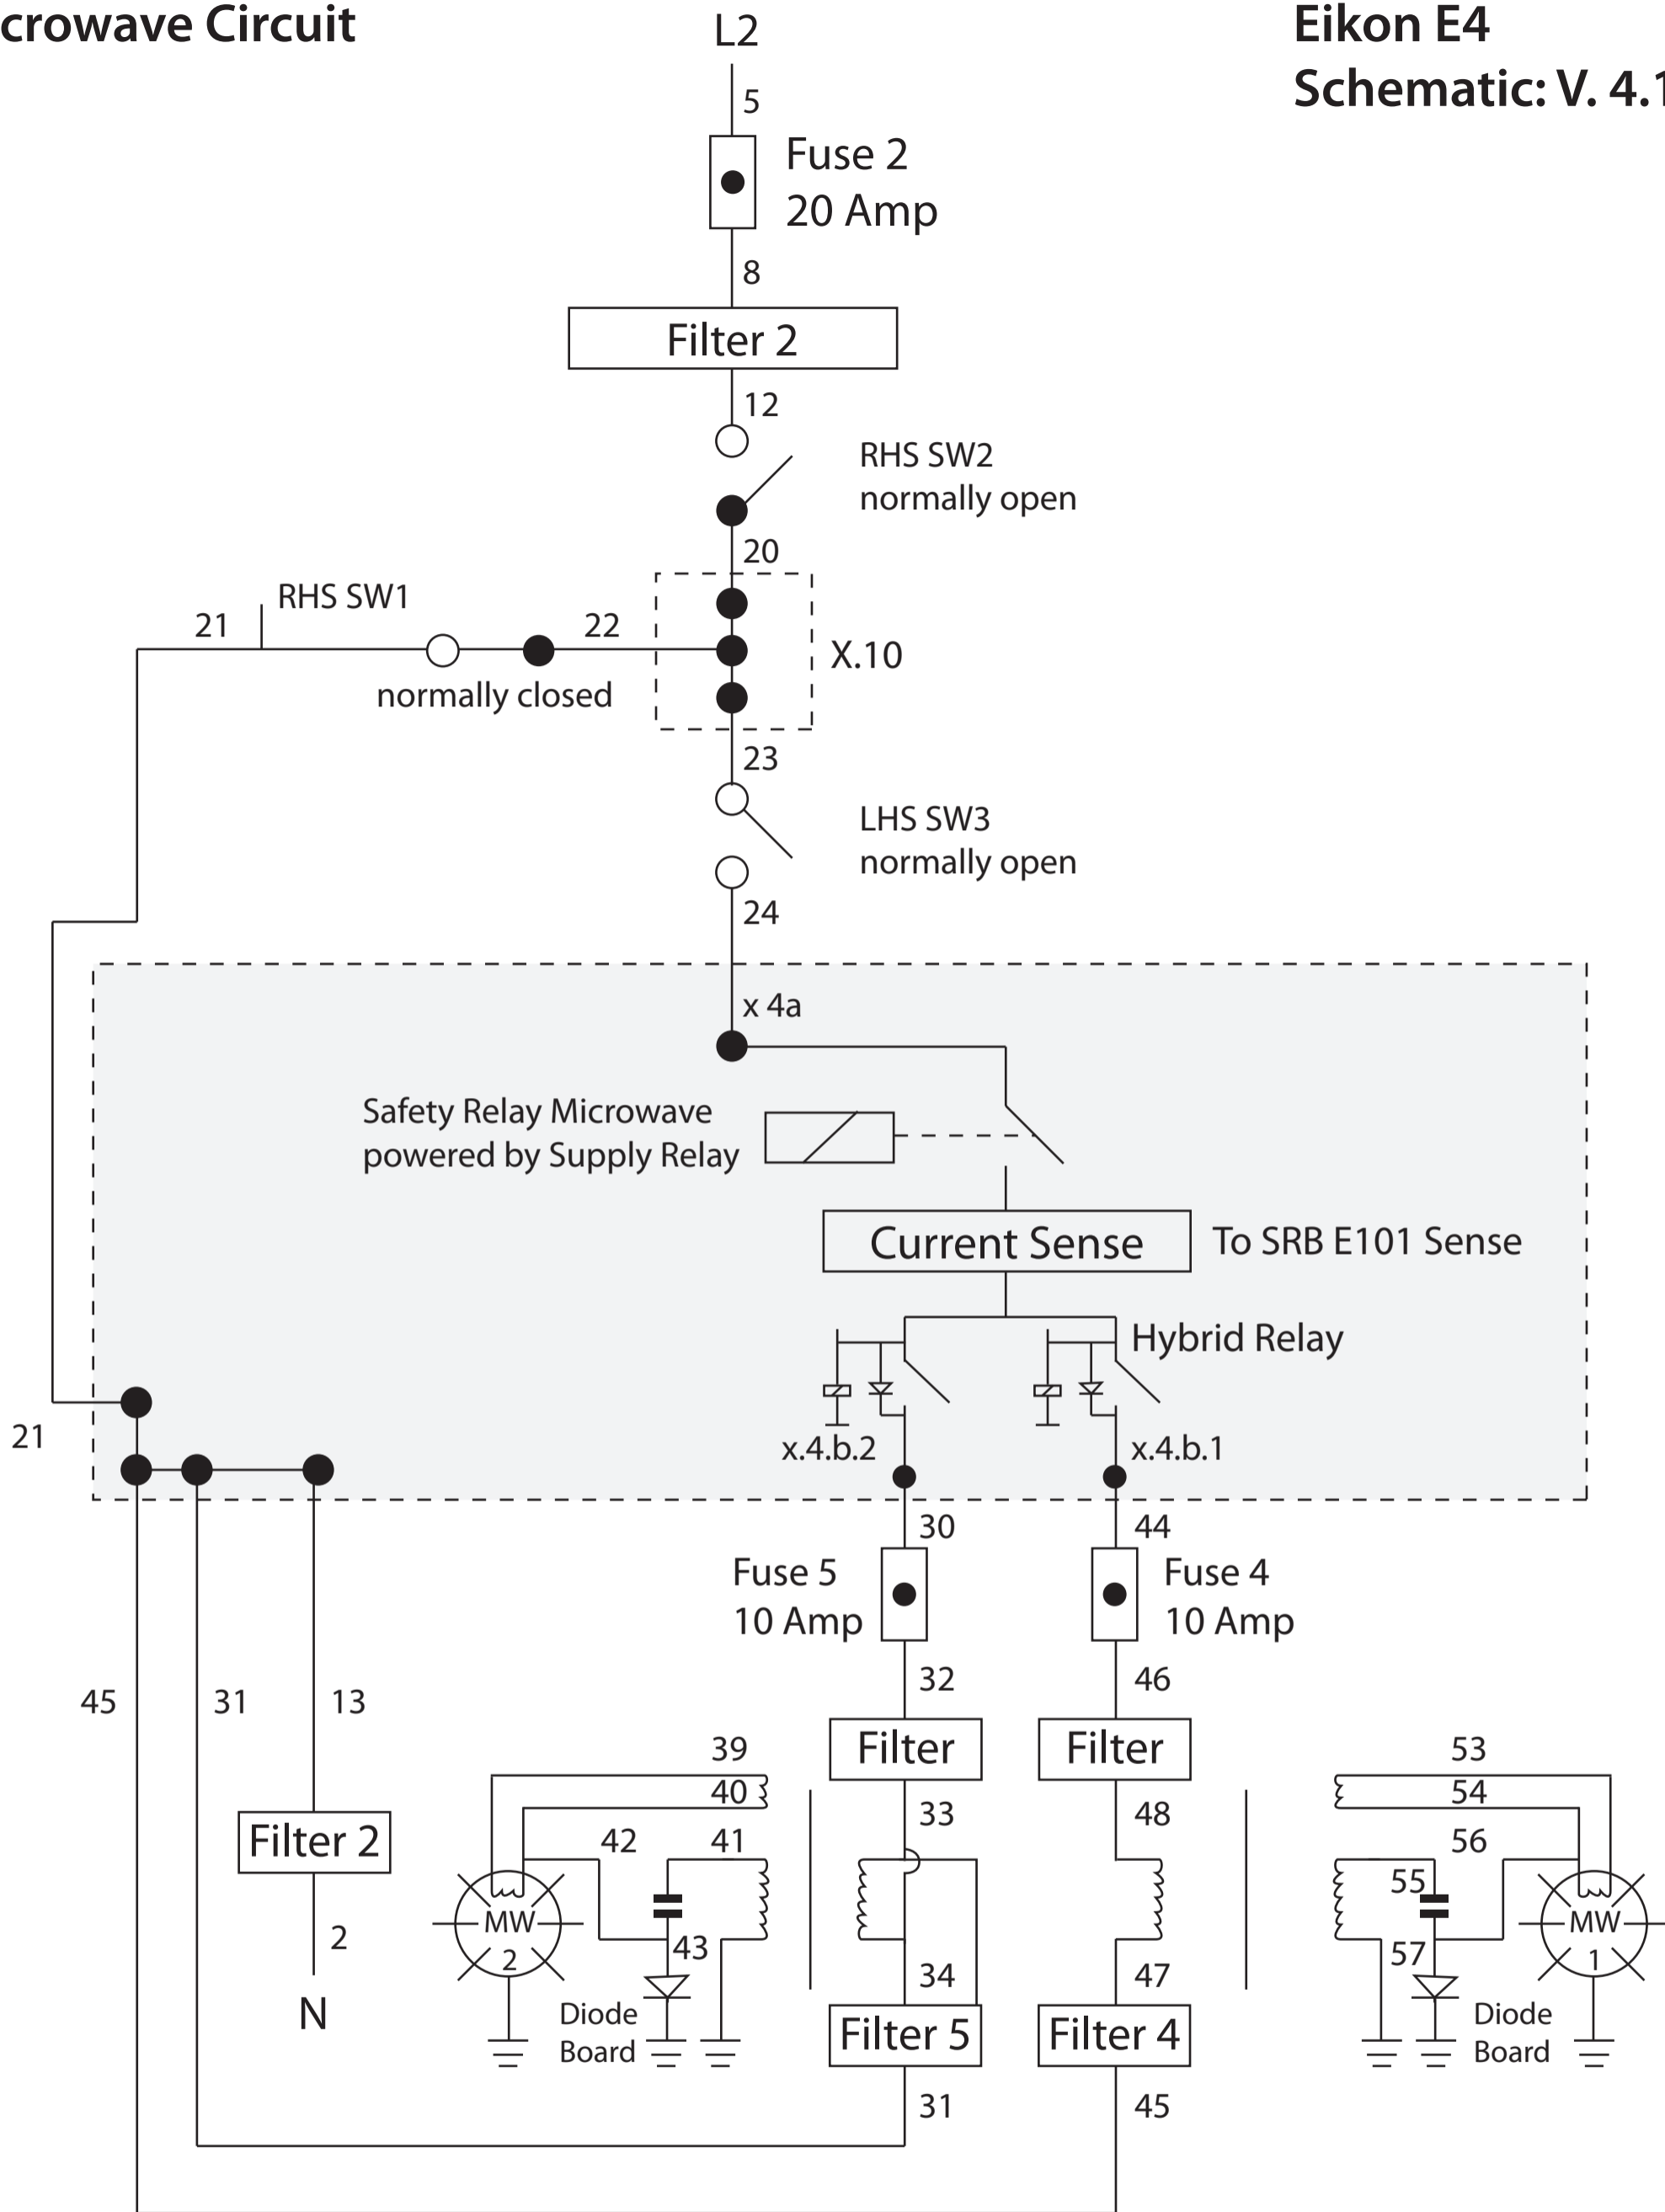 crowave Circuit
Eikon E4
Schematic: V. 4.1
L2
5
Fuse 2
20 Amp
8
Filter 2
12
RHS SW2
normally open
20
RHS SW1
21
22
X.10
normally closed
23
LHS SW3
normally open
24
x 4a
Safety Relay Microwave
powered by Supply Relay
Current Sense
To SRB E101 Sense
Hybrid Relay
21
x.4.b.2
x.4.b.1
30
44
Fuse 5
10 Amp
Fuse 4
10 Amp
45
31
13
32
46
Filter
Filter
39
40
53
54
33
48
Filter 2
42
41
56
55
MW
2
MW
1
2
43
57
34
47
N
Diode
Board
Filter 5
Filter 4
Diode
Board
31
45